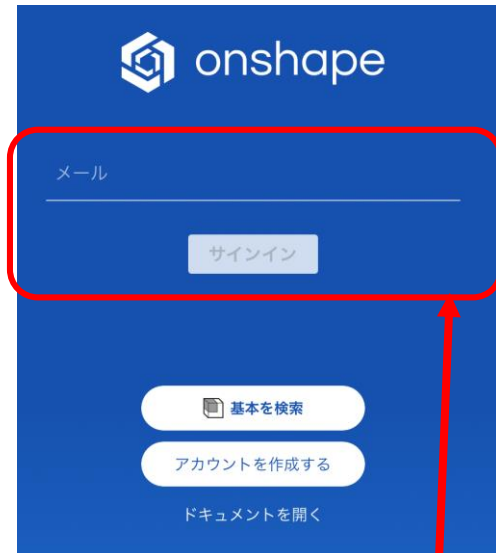 onshape
メール
サインイン
基本を検索
アカウントを作成する
ドキュメントを開く